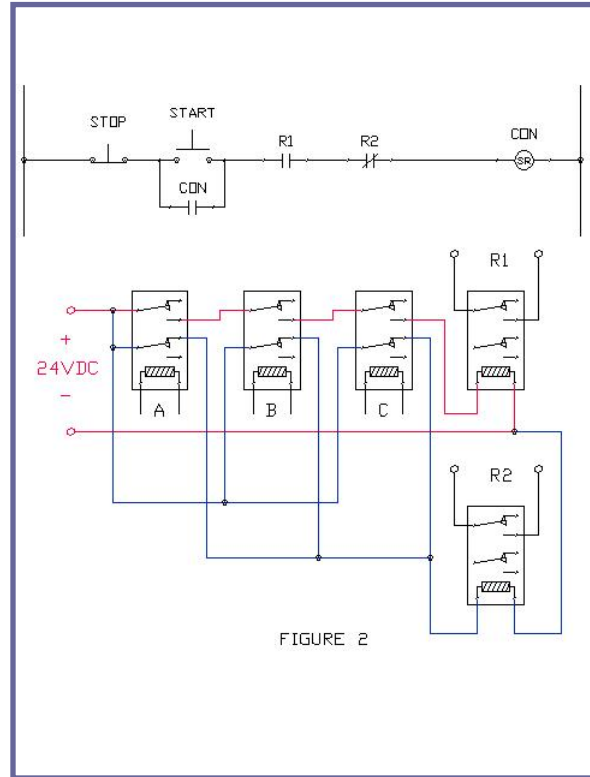 START
STOP
CON
R1
R2
CON
SR
R1
+
24VDC
-
A
B
C
R2
FIGURE 2